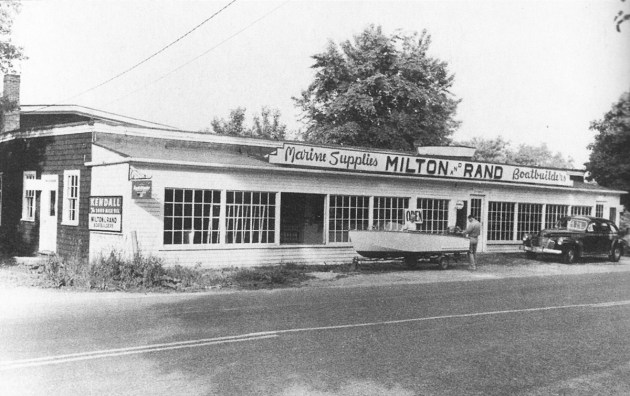 Marine Supplies MILTON AND RAND Boatbuilders
KENDALL
MILTON & RAND
OPEN